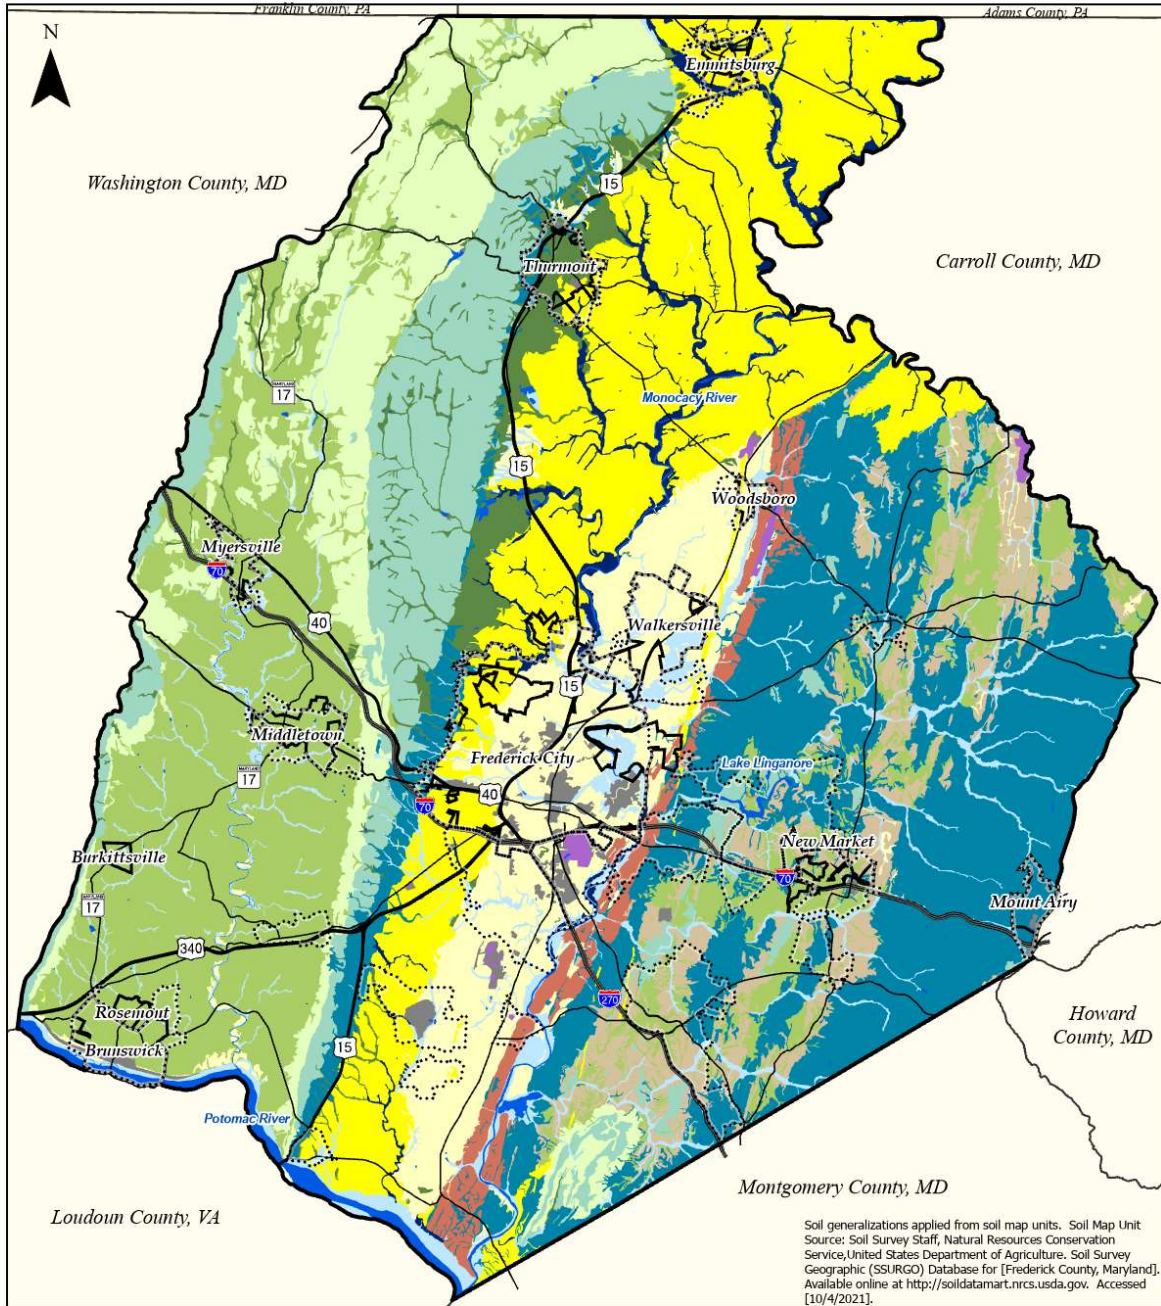 Franklin County, PA
Adams County, PA
N
Emmitsburg
Washington County, MD
15
Thurmont
Carroll County, MD
MARYLAND
17
Monocacy River
15
Woodsboro
Myersville
70
40
Walkersville
15
Middletown
Frederick City
Lake Linganore
MARYLAND
17
40
70
New Market
Burkittsville
70
Mount Airy
MARYLAND
17
340
270
Rosemont
Howard
County, MD
Brunswick
15
Potomac River
Montgomery County, MD
Loudoun County, VA
Soil generalizations applied from soil map units. Soil Map Unit
Source: Soil Survey Staff, Natural Resources Conservation
Service,United States Department of Agriculture. Soil Survey
Geographic (SSURGO) Database for [Frederick County, Maryland].
Available online at http://soildatamart.nrcs.usda.gov. Accessed
[10/4/2021].